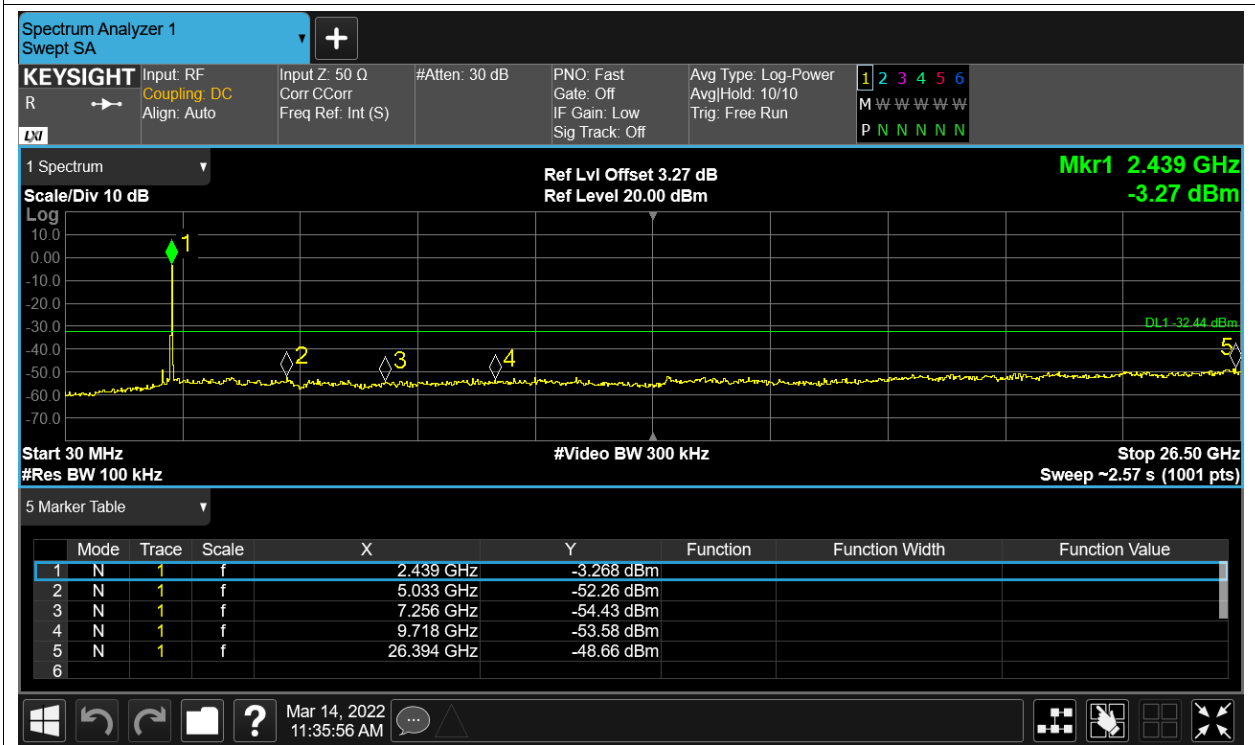 Spectrum Analyzer 1
Swept SA
+
KEYSIGHT Input: RF Input Z: 50 Ω #Atten: 30 dB PNO: Fast Avg Type: Log-Power 1 2 3 4 5 6
R Coupling: DC Corr CCorr Gate: Off Avg|Hold: 10/10 M W W W W W
Align: Auto Freq Ref: Int (S) IF Gain: Low Trig: Free Run
LXI Sig Track: Off P N N N N N
1 Spectrum Ref Lvl Offset 3.27 dB Mkr1 2.439 GHz
Scale/Div 10 dB Ref Level 20.00 dBm -3.27 dBm
Log
10.0 1
0.00
-10.0
-20.0
-30.0 DL1 -32.44 dBm
-40.0 2 3 4 5
-50.0
-60.0
-70.0
Start 30 MHz #Video BW 300 kHz Stop 26.50 GHz
#Res BW 100 kHz Sweep ~2.57 s (1001 pts)
5 Marker Table
Mode Trace Scale X Y Function Function Width Function Value
1 N 1 f 2.439 GHz -3.268 dBm
2 N 1 f 5.033 GHz -52.26 dBm
3 N 1 f 7.256 GHz -54.43 dBm
4 N 1 f 9.718 GHz -53.58 dBm
5 N 1 f 26.394 GHz -48.66 dBm
6
? Mar 14, 2022
11:35:56 AM